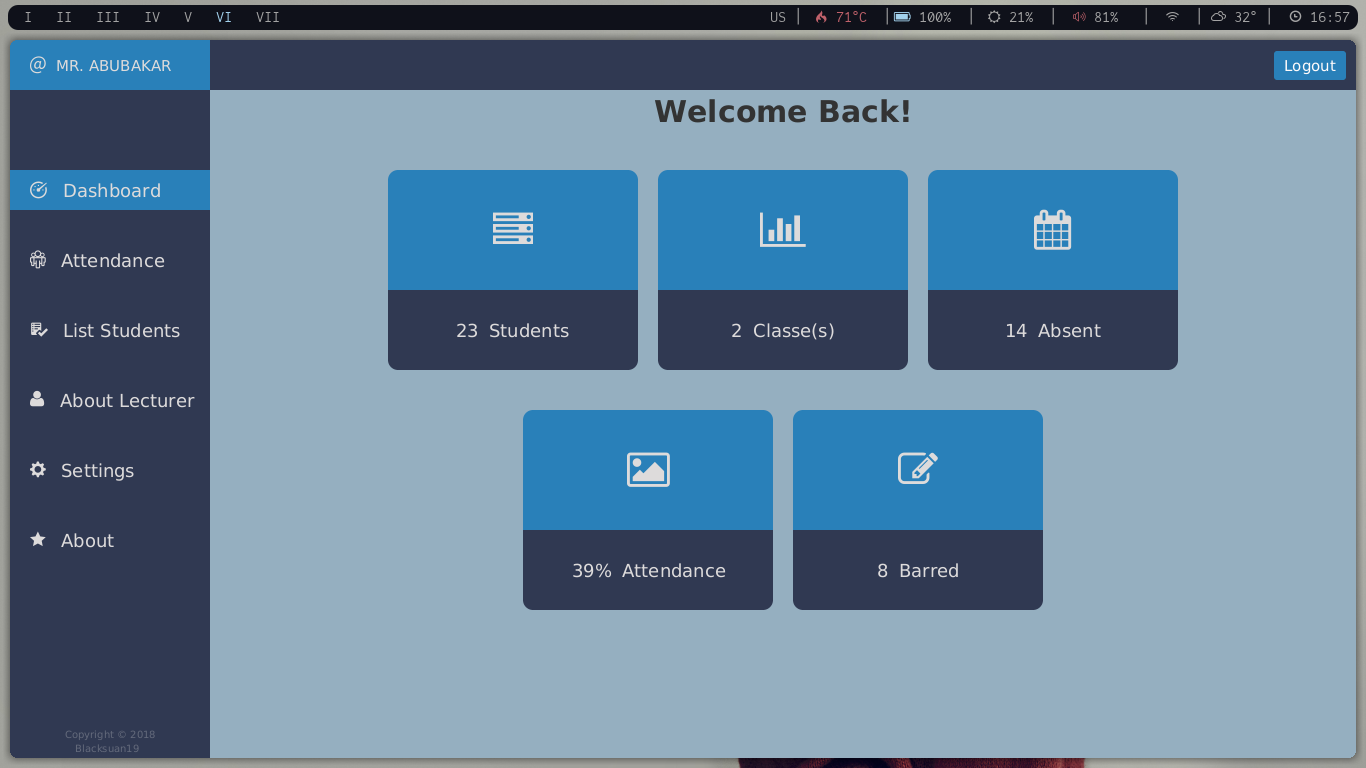 I II III IV V VI VII US | 71°C | 100% | 21% | 81% | | 32° | 16:57
@ MR. ABUBAKAR
Logout
Welcome Back!
Dashboard
Attendance
List Students
About Lecturer
Settings
About
23 Students
2 Classe(s)
14 Absent
39% Attendance
8 Barred
Copyright © 2018
Blacksuan19